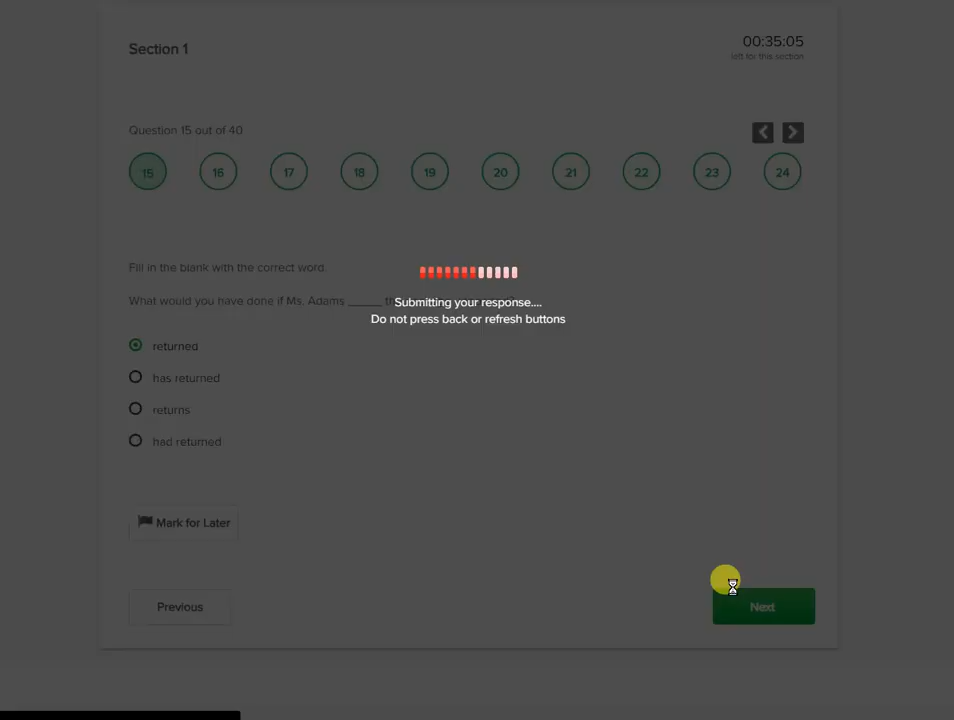 Section 1
00:35:05
left for this section
Question 15 out of 40
15 16 17 18 19 20 21 22 23 24
Fill in the blank with the correct word.
What would you have done if Ms. Adams ______
Submitting your response....
Do not press back or refresh buttons
returned
has returned
returns
had returned
Mark for Later
Previous
Next